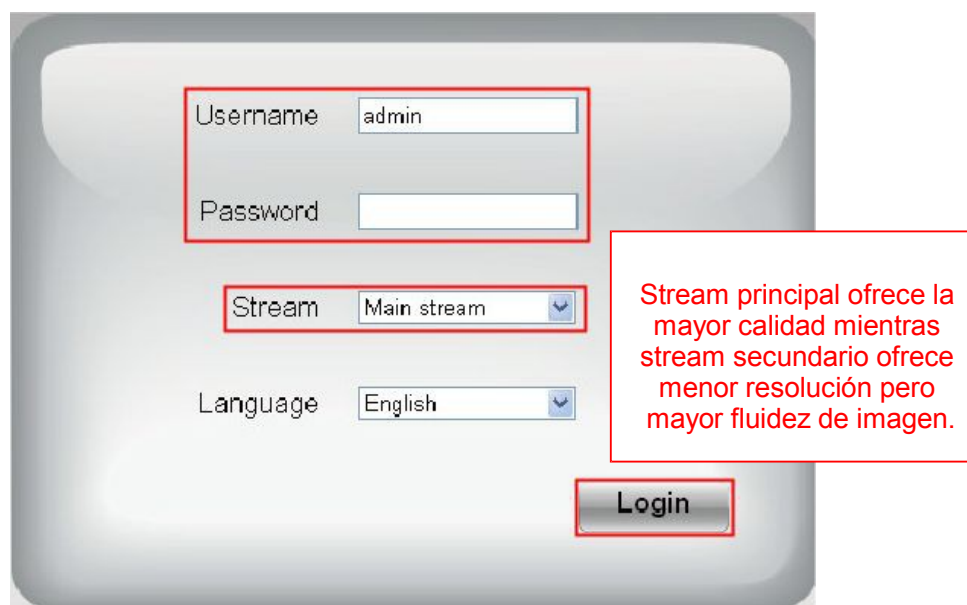 Username admin
Password
Stream Main stream
Language English
Login
Stream principal ofrece la
mayor calidad mientras
stream secundario ofrece
menor resolución pero
mayor fluidez de imagen.